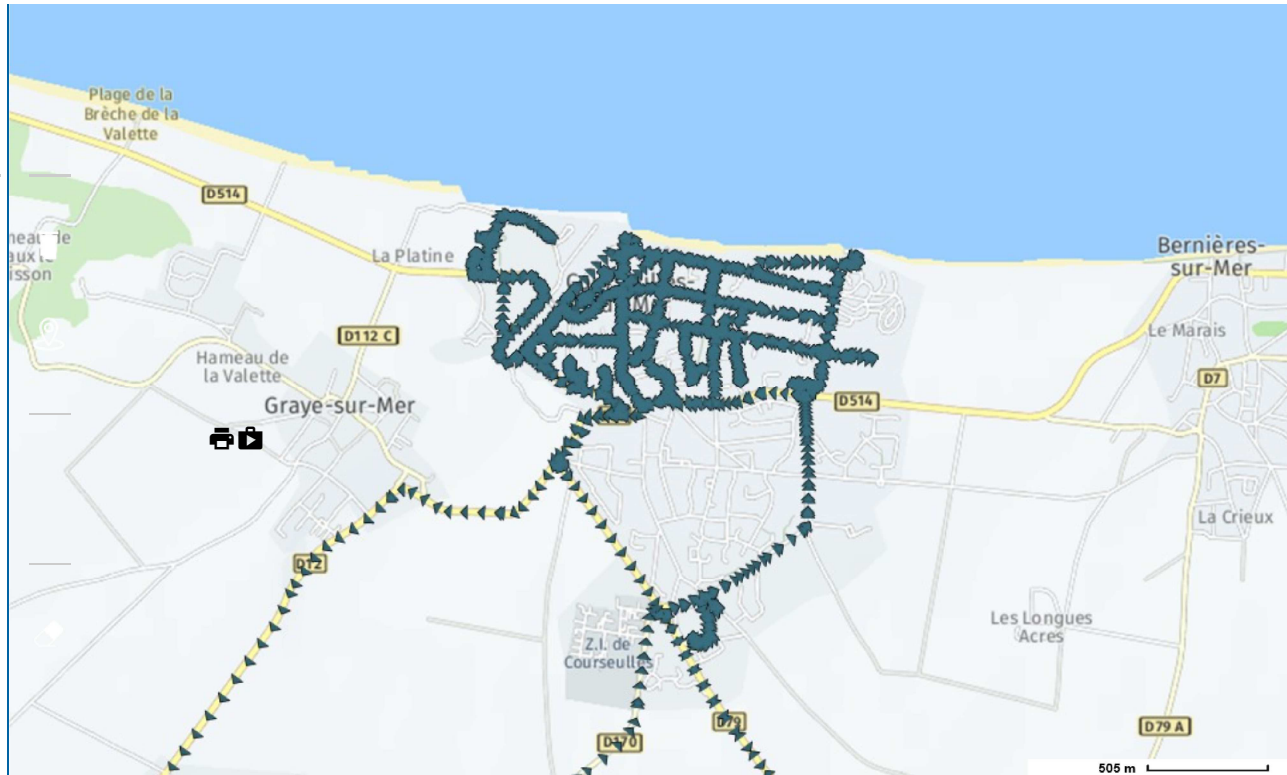 Plage de la
Brèche de la
Valette
D514
La Platine
Bernières-
sur-Mer
D112 C
Le Marais
Hameau de
la Valette
D7
Graye-sur-Mer
D514
La Crieux
D12
Les Longues
Acres
Z.I. de
Courseulles
D79
D170
D79 A
505 m